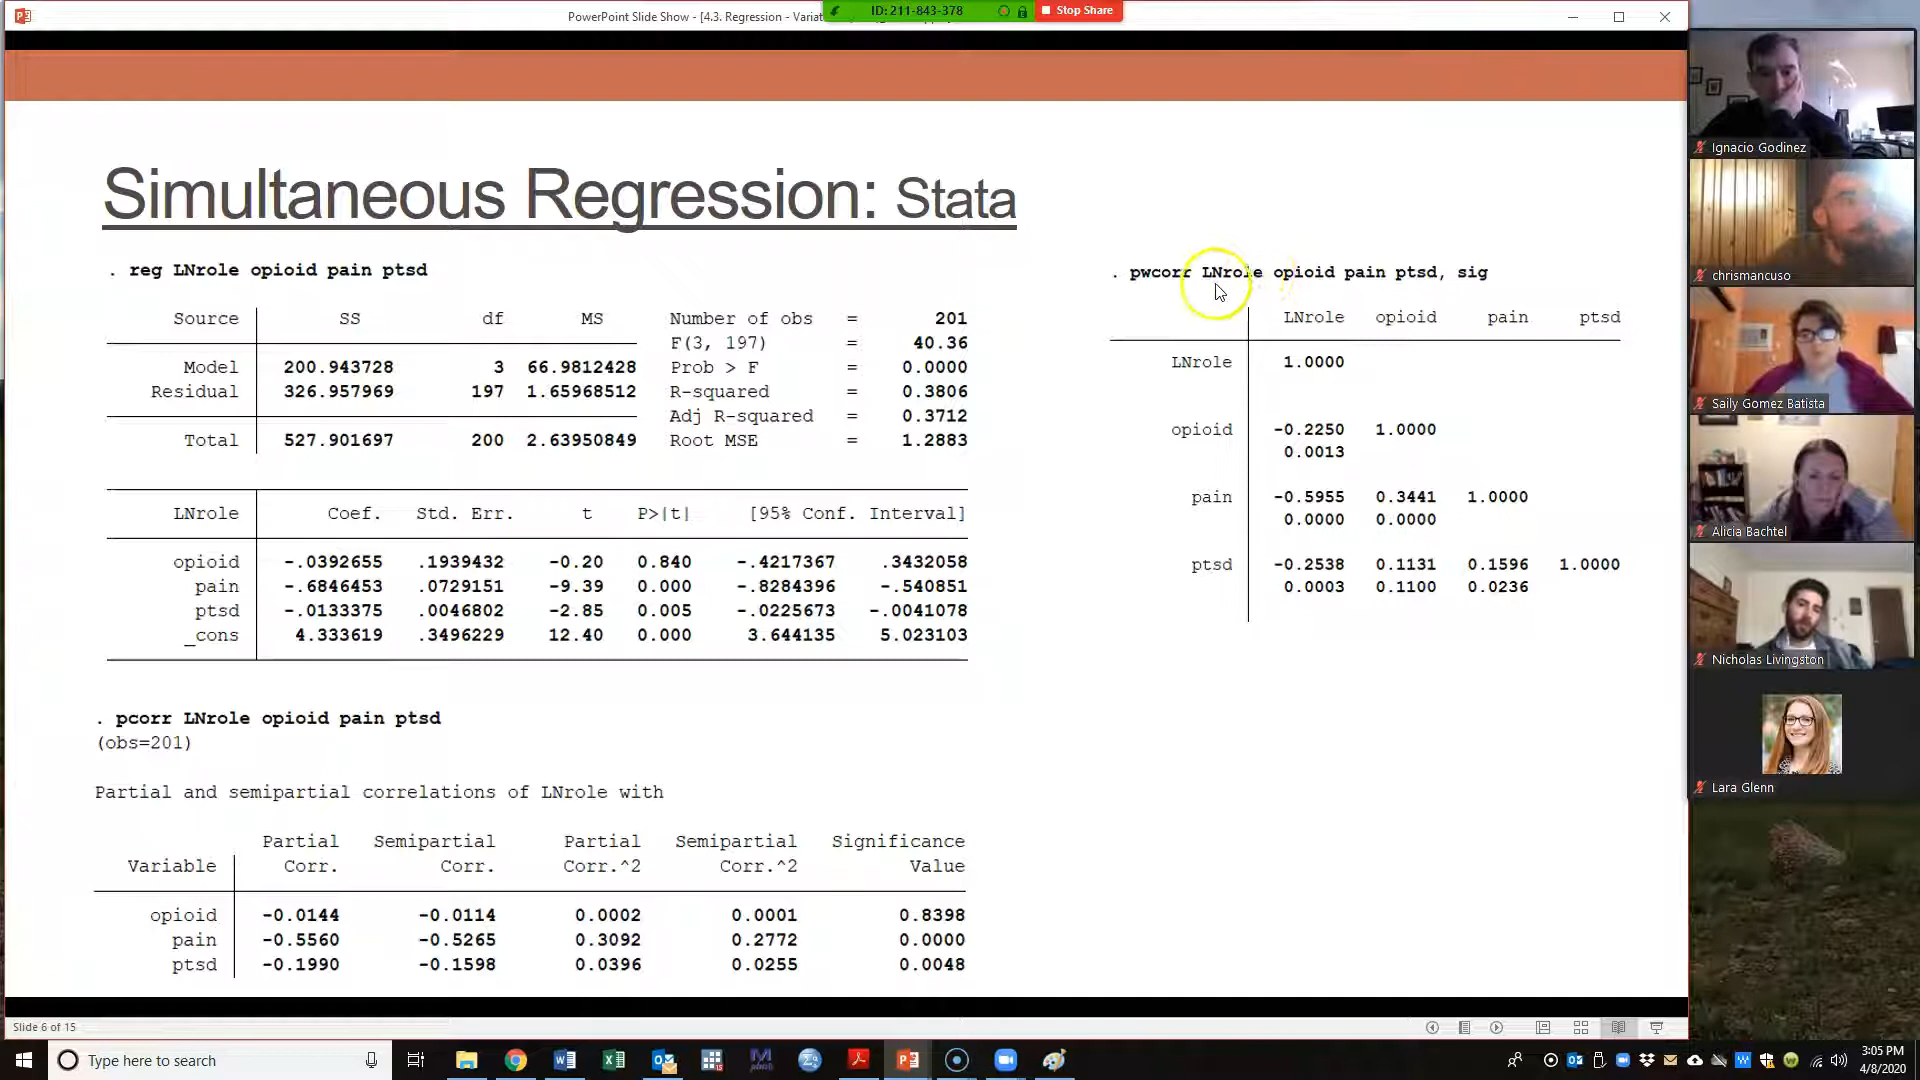 PowerPoint Slide Show - [4.3. Regression - Variat
ID: 211-843-378
Stop Share
Simultaneous Regression: Stata
. reg LNrole opioid pain ptsd
Source SS df MS
Model 200.943728 3 66.9812428
Residual 326.957969 197 1.65968512
Total 527.901697 200 2.63950849
Number of obs = 201
F(3, 197) = 40.36
Prob > F = 0.0000
R-squared = 0.3806
Adj R-squared = 0.3712
Root MSE = 1.2883
LNrole Coef. Std. Err. t P>|t| [95% Conf. Interval]
opioid -.0392655 .1939432 -0.20 0.840 -.4217367 .3432058
pain -.6846453 .0729151 -9.39 0.000 -.8284396 -.540851
ptsd -.0133375 .0046802 -2.85 0.005 -.0225673 -.0041078
_cons 4.333619 .3496229 12.40 0.000 3.644135 5.023103
. pcorr LNrole opioid pain ptsd
(obs=201)
Partial and semipartial correlations of LNrole with
Partial Semipartial Partial Semipartial Significance
Variable Corr. Corr. Corr.^2 Corr.^2 Value
opioid -0.0144 -0.0114 0.0002 0.0001 0.8398
pain -0.5560 -0.5265 0.3092 0.2772 0.0000
ptsd -0.1990 -0.1598 0.0396 0.0255 0.0048
. pwcorr LNrole opioid pain ptsd, sig
LNrole opioid pain ptsd
LNrole 1.0000
opioid -0.2250 1.0000
0.0013
pain -0.5955 0.3441 1.0000
0.0000 0.0000
ptsd -0.2538 0.1131 0.1596 1.0000
0.0003 0.1100 0.0236
Ignacio Godinez
chrismancuso
Saily Gomez Batista
Alicia Bachtel
Nicholas Livingston
Lara Glenn
Slide 6 of 15
Type here to search
3:05 PM
4/8/2020